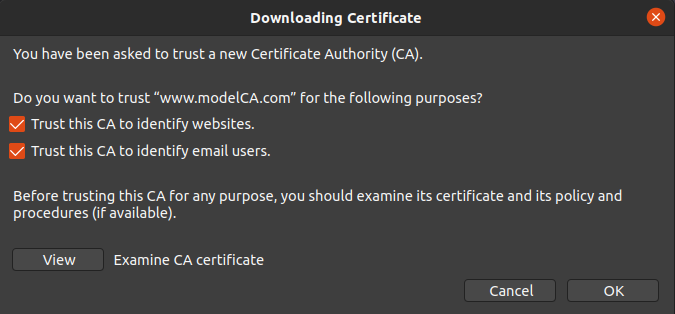 Downloading Certificate
You have been asked to trust a new Certificate Authority (CA).
Do you want to trust “www.modelCA.com” for the following purposes?
Trust this CA to identify websites.
Trust this CA to identify email users.
Before trusting this CA for any purpose, you should examine its certificate and its policy and
procedures (if available).
View Examine CA certificate
Cancel OK